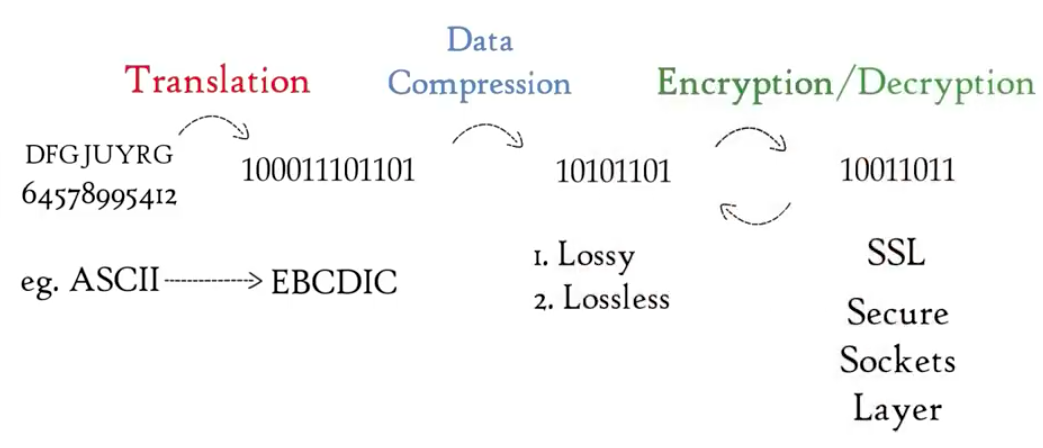 Data
Compression
Translation
Encryption/Decryption
DFGJUYRG
64578995412
100011101101
10101101
10011011
eg. ASCII
EBCDIC
1. Lossy
2. Lossless
SSL
Secure
Sockets
Layer